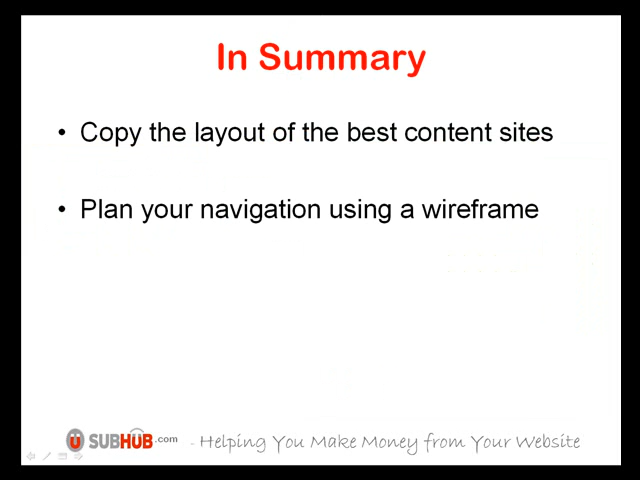 In Summary
• Copy the layout of the best content sites
• Plan your navigation using a wireframe
SUBHUB.com - Helping You Make Money from Your Website